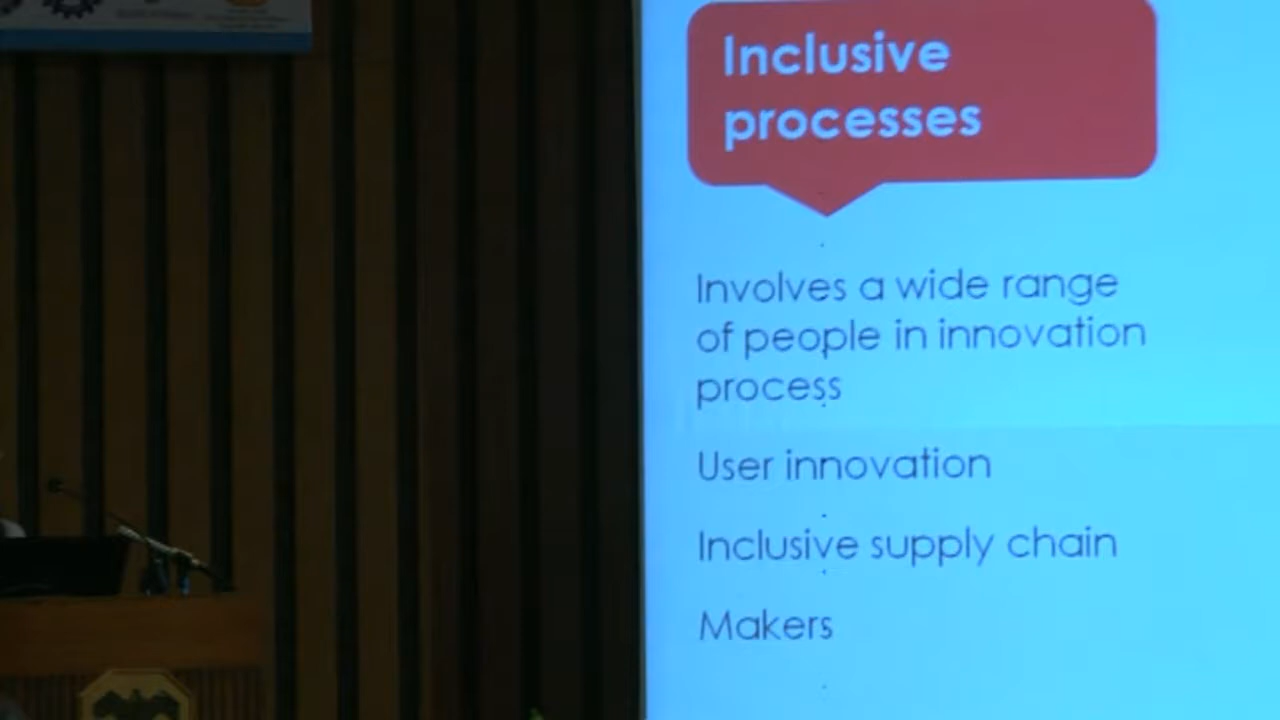 Inclusive
processes
Involves a wide range
of people in innovation
process
User innovation
Inclusive supply chain
Makers